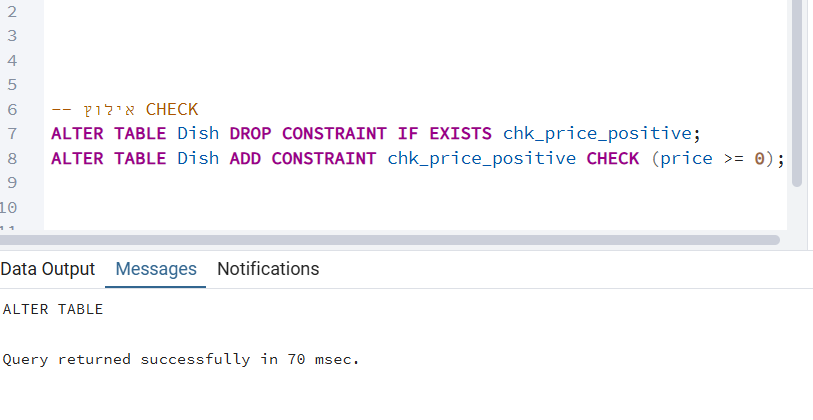 2
3
4
5
6 -- אילוץ CHECK
7 ALTER TABLE Dish DROP CONSTRAINT IF EXISTS chk_price_positive;
8 ALTER TABLE Dish ADD CONSTRAINT chk_price_positive CHECK (price >= 0);
9
10
11
Data Output Messages Notifications
ALTER TABLE
Query returned successfully in 70 msec.